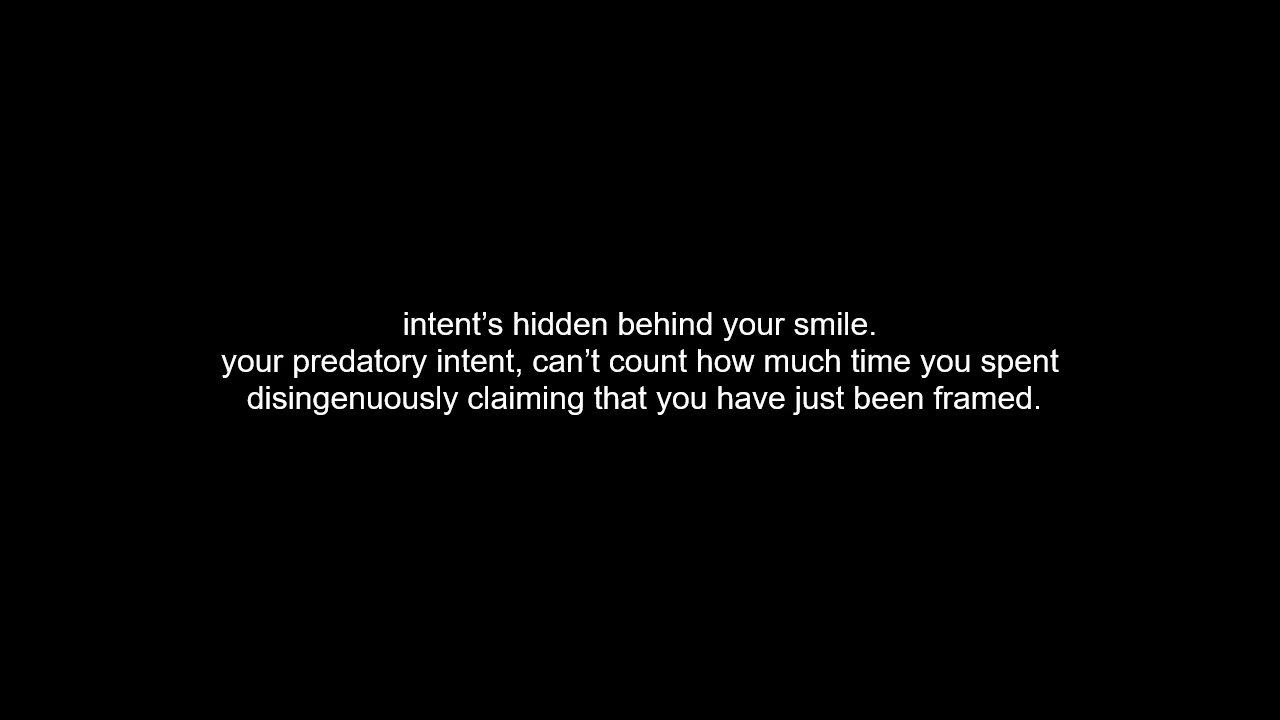 intent’s hidden behind your smile.
your predatory intent, can’t count how much time you spent
disingenuously claiming that you have just been framed.